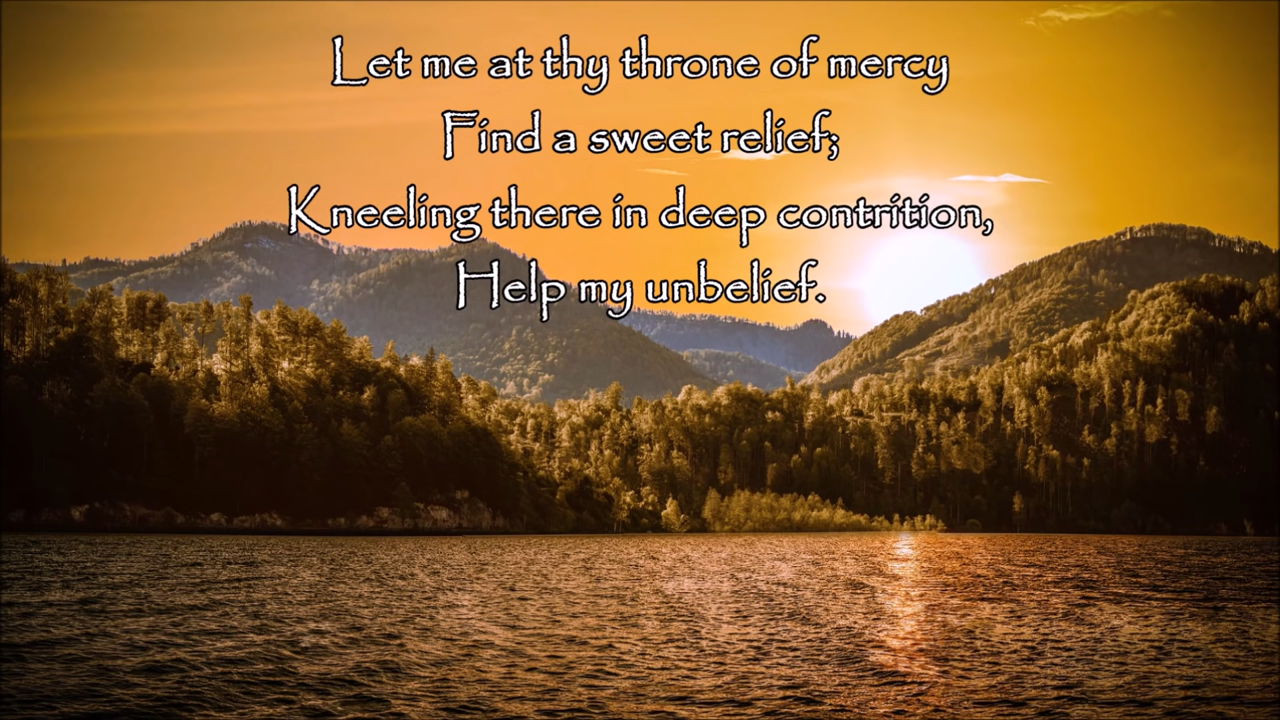 Let me at thy throne of mercy
Find a sweet relief;
Kneeling there in deep contrition,
Help my unbelief.